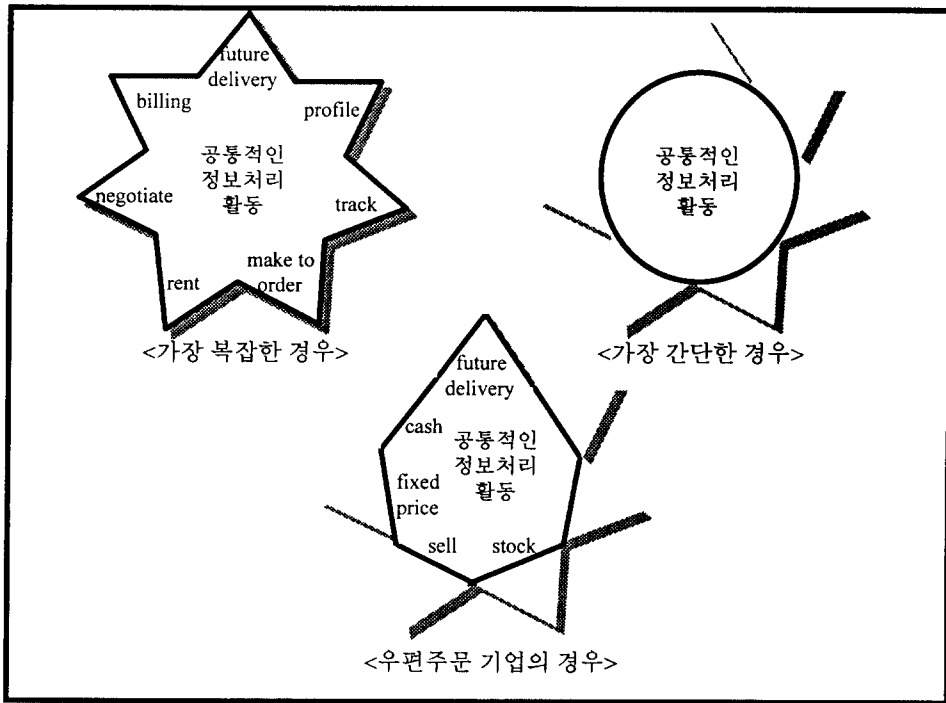 future
delivery
billing
profile
공통적인
정보처리
활동
negotiate
track
rent
make to
order
<가장 복잡한 경우>
공통적인
정보처리
활동
<가장 간단한 경우>
future
delivery
cash
공통적인
정보처리
활동
fixed
price
sell
stock
<우편주문 기업의 경우>